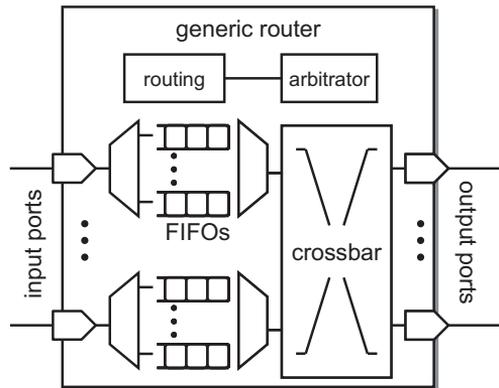 generic router
routing
arbitrator
input ports
FIFOs
crossbar
output ports